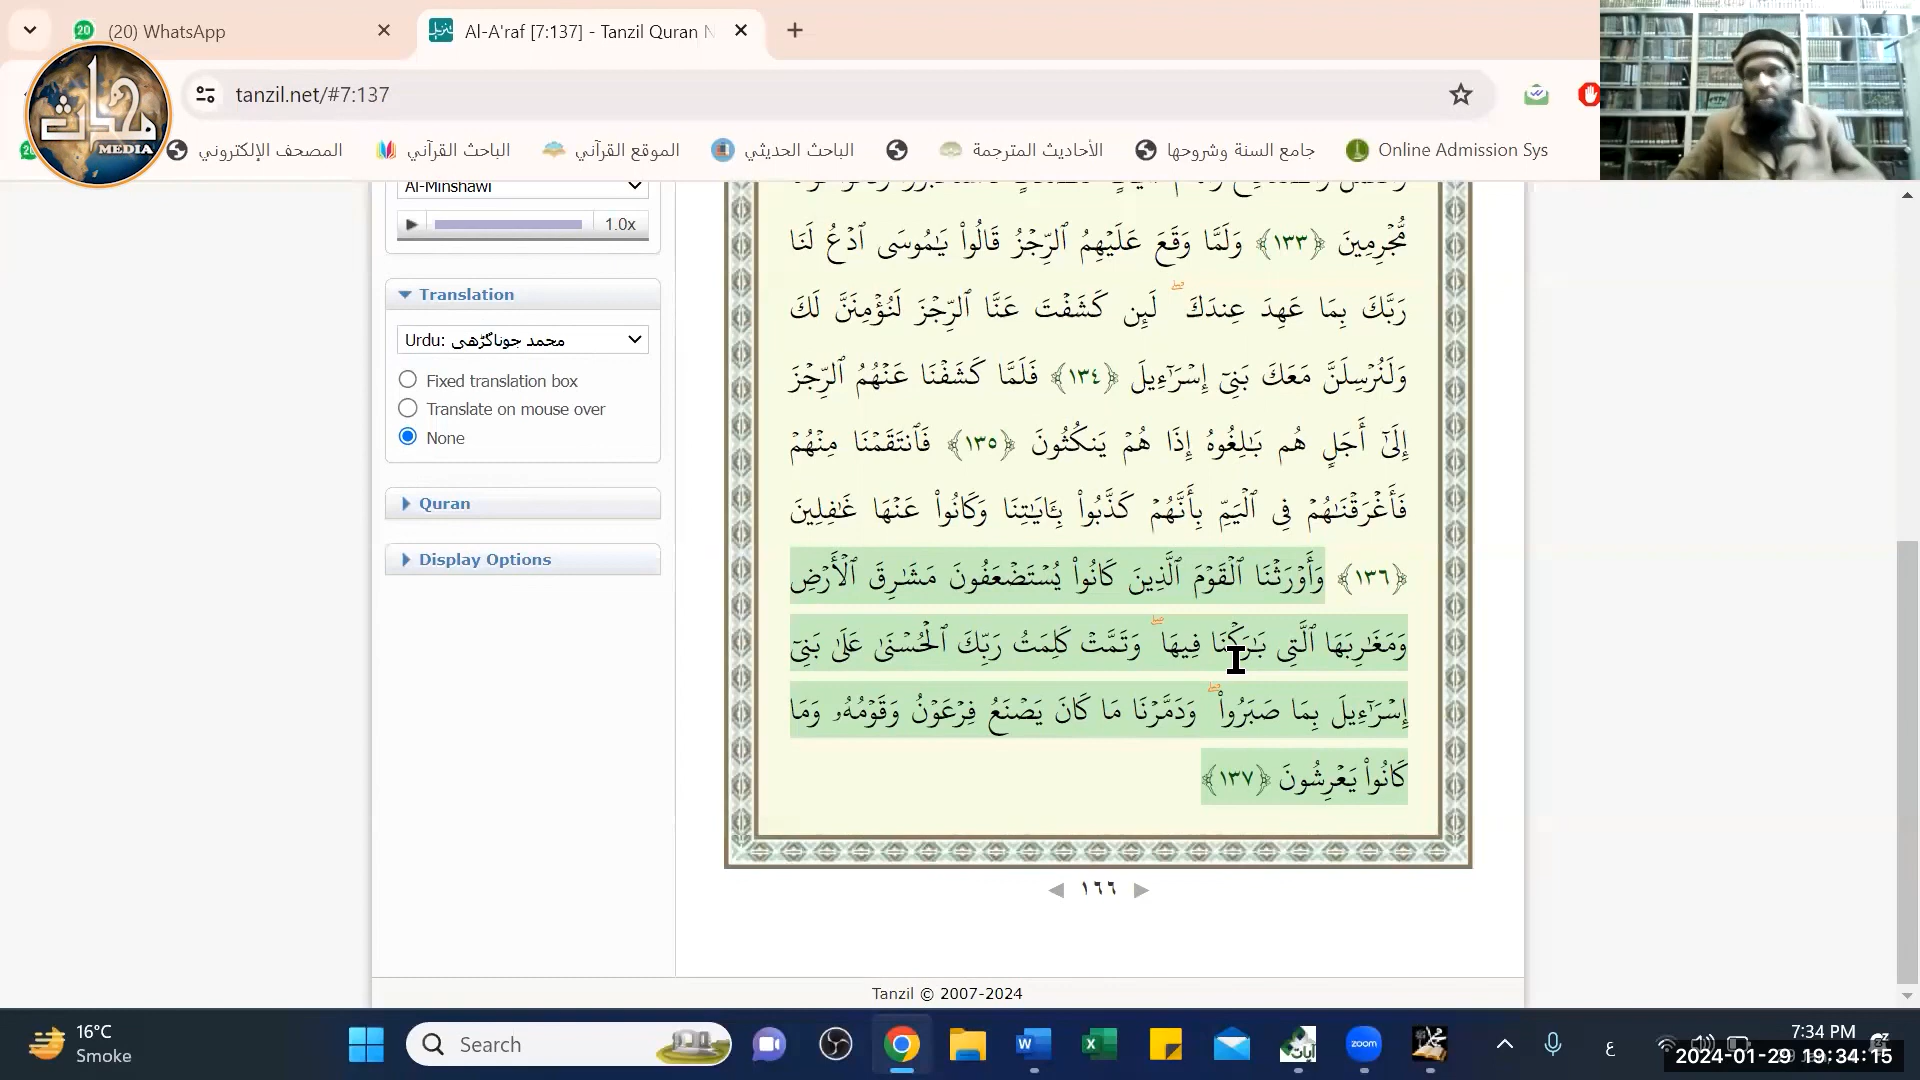 (20) WhatsApp
Al-A'raf [7:137] - Tanzil Quran N
tanzil.net/#7:137
محدث
MEDIA
المصحف الإلكتروني
الباحث القرآني
الموقع القرآني
الباحث الحديثي
الأحاديث المترجمة
جامع السنة وشروحها
Online Admission Sys
Al-Minshawi
1.0x
Translation
Urdu: محمد جوناگڑھی
Fixed translation box
Translate on mouse over
None
Quran
Display Options
مُّجْرِمِينَ ﴿١٣٣﴾ وَلَمَّا وَقَعَ عَلَيْهِمُ ٱلرِّجْزُ قَالُوا۟ يَـٰمُوسَى ٱدْعُ لَنَا
رَبَّكَ بِمَا عَهِدَ عِندَكَ ۖ لَئِن كَشَفْتَ عَنَّا ٱلرِّجْزَ لَنُؤْمِنَنَّ لَكَ
وَلَنُرْسِلَنَّ مَعَكَ بَنِىٓ إِسْرَٰٓءِيلَ ﴿١٣٤﴾ فَلَمَّا كَشَفْنَا عَنْهُمُ ٱلرِّجْزَ
إِلَىٰٓ أَجَلٍ هُم بَـٰلِغُوهُ إِذَا هُمْ يَنكُثُونَ ﴿١٣٥﴾ فَٱنتَقَمْنَا مِنْهُمْ
فَأَغْرَقْنَـٰهُمْ فِى ٱلْيَمِّ بِأَنَّهُمْ كَذَّبُوا۟ بِـَٔايَـٰتِنَا وَكَانُوا۟ عَنْهَا غَـٰفِلِينَ
﴿١٣٦﴾ وَأَوْرَثْنَا ٱلْقَوْمَ ٱلَّذِينَ كَانُوا۟ يُسْتَضْعَفُونَ مَشَـٰرِقَ ٱلْأَرْضِ
وَمَغَـٰرِبَهَا ٱلَّتِى بَـٰرَكْنَا فِيهَا ۖ وَتَمَّتْ كَلِمَتُ رَبِّكَ ٱلْحُسْنَىٰ عَلَىٰ بَنِىٓ
إِسْرَٰٓءِيلَ بِمَا صَبَرُوا۟ ۖ وَدَمَّرْنَا مَا كَانَ يَصْنَعُ فِرْعَوْنُ وَقَوْمُهُۥ وَمَا
كَانُوا۟ يَعْرِشُونَ ﴿١٣٧﴾
١٦٦
Tanzil © 2007-2024
16°C
Smoke
Search
zoom
آيات
ع
7:34 PM
2024-01-29 19:34:15